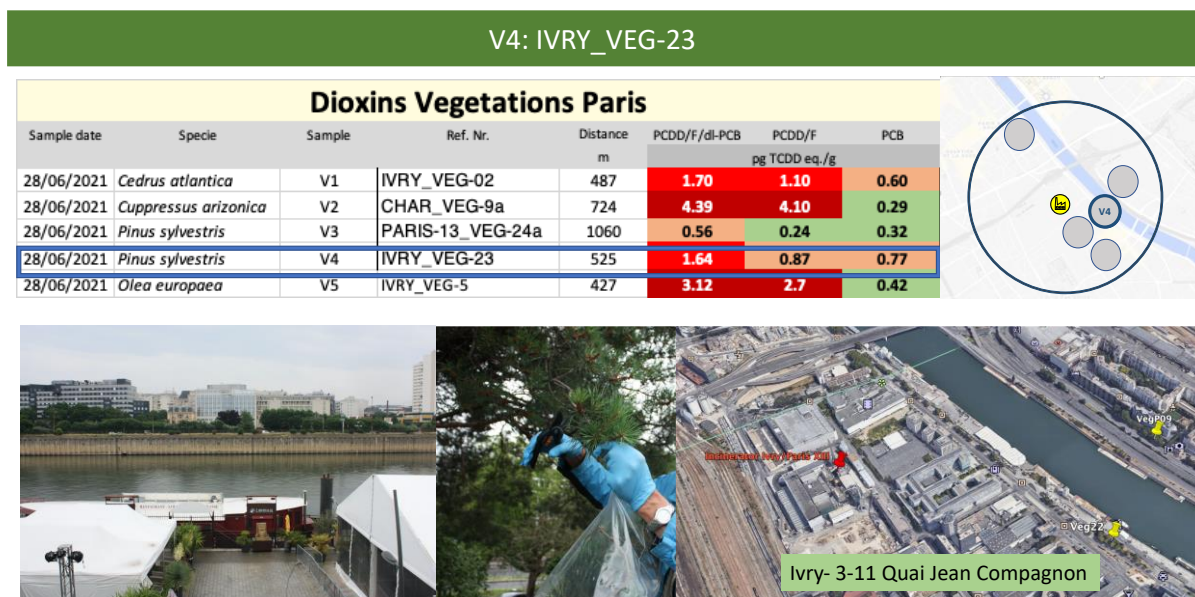 V4: IVRY_VEG-23
Dioxins Vegetations Paris
Sample date Specie Sample Ref. Nr. Distance PCDD/F/dl-PCB PCDD/F PCB
m pg TCDD eq./g
28/06/2021 Cedrus atlantica V1 IVRY_VEG-02 487 1.70 1.10 0.60
28/06/2021 Cuppressus arizonica V2 CHAR_VEG-9a 724 4.39 4.10 0.29
28/06/2021 Pinus sylvestris V3 PARIS-13_VEG-24a 1060 0.56 0.24 0.32
28/06/2021 Pinus sylvestris V4 IVRY_VEG-23 525 1.64 0.87 0.77
28/06/2021 Olea europaea V5 IVRY_VEG-5 427 3.12 2.7 0.42
V4
VegP09
Incinerator Ivry/Paris XIII
Veg22
Ivry- 3-11 Quai Jean Compagnon